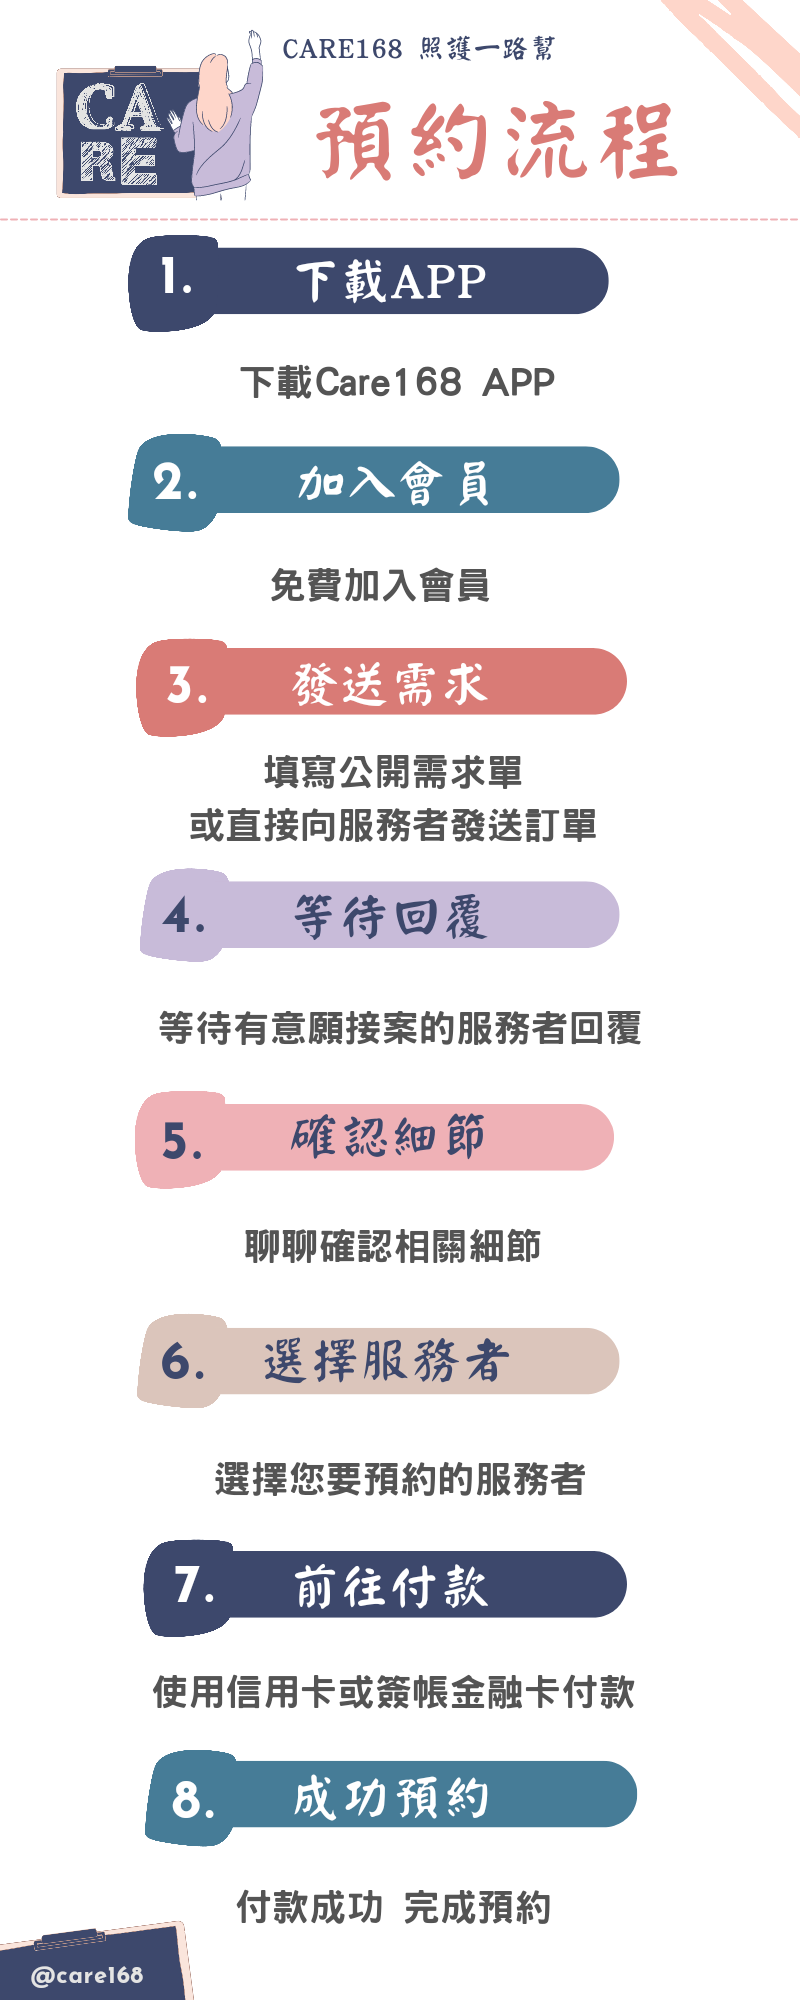 CARE168 照護一路幫
CA
RE
預約流程
1. 下載APP
下載Care168 APP
2. 加入會員
免費加入會員
3. 發送需求
填寫公開需求單
或直接向服務者發送訂單
4. 等待回覆
等待有意願接案的服務者回覆
5. 確認細節
聊聊確認相關細節
6. 選擇服務者
選擇您要預約的服務者
7. 前往付款
使用信用卡或簽帳金融卡付款
8. 成功預約
付款成功 完成預約
@care168